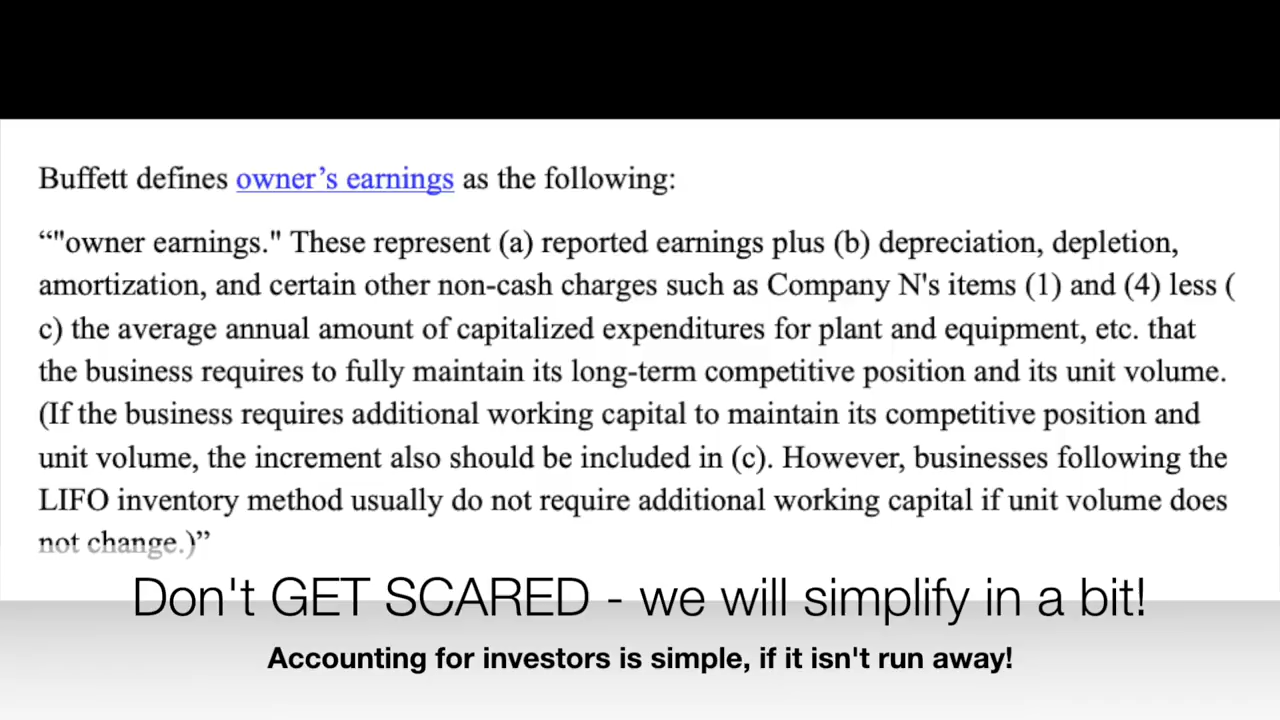 Buffett defines owner’s earnings as the following:
“"owner earnings." These represent (a) reported earnings plus (b) depreciation, depletion,
amortization, and certain other non-cash charges such as Company N's items (1) and (4) less (
c) the average annual amount of capitalized expenditures for plant and equipment, etc. that
the business requires to fully maintain its long-term competitive position and its unit volume.
(If the business requires additional working capital to maintain its competitive position and
unit volume, the increment also should be included in (c). However, businesses following the
LIFO inventory method usually do not require additional working capital if unit volume does
not change.)”
Don't GET SCARED - we will simplify in a bit!
Accounting for investors is simple, if it isn't run away!